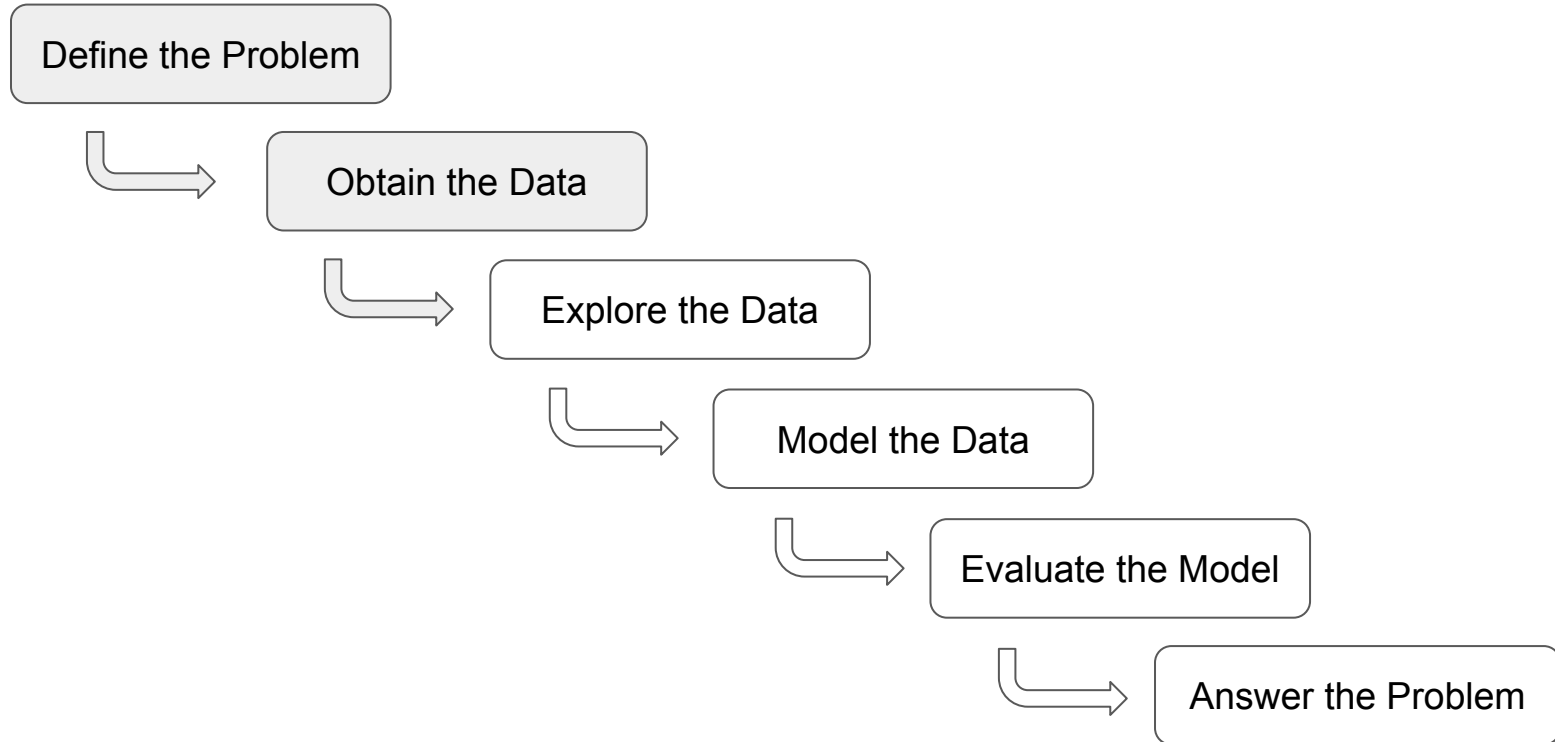 Define the Problem
Obtain the Data
Explore the Data
Model the Data
Evaluate the Model
Answer the Problem